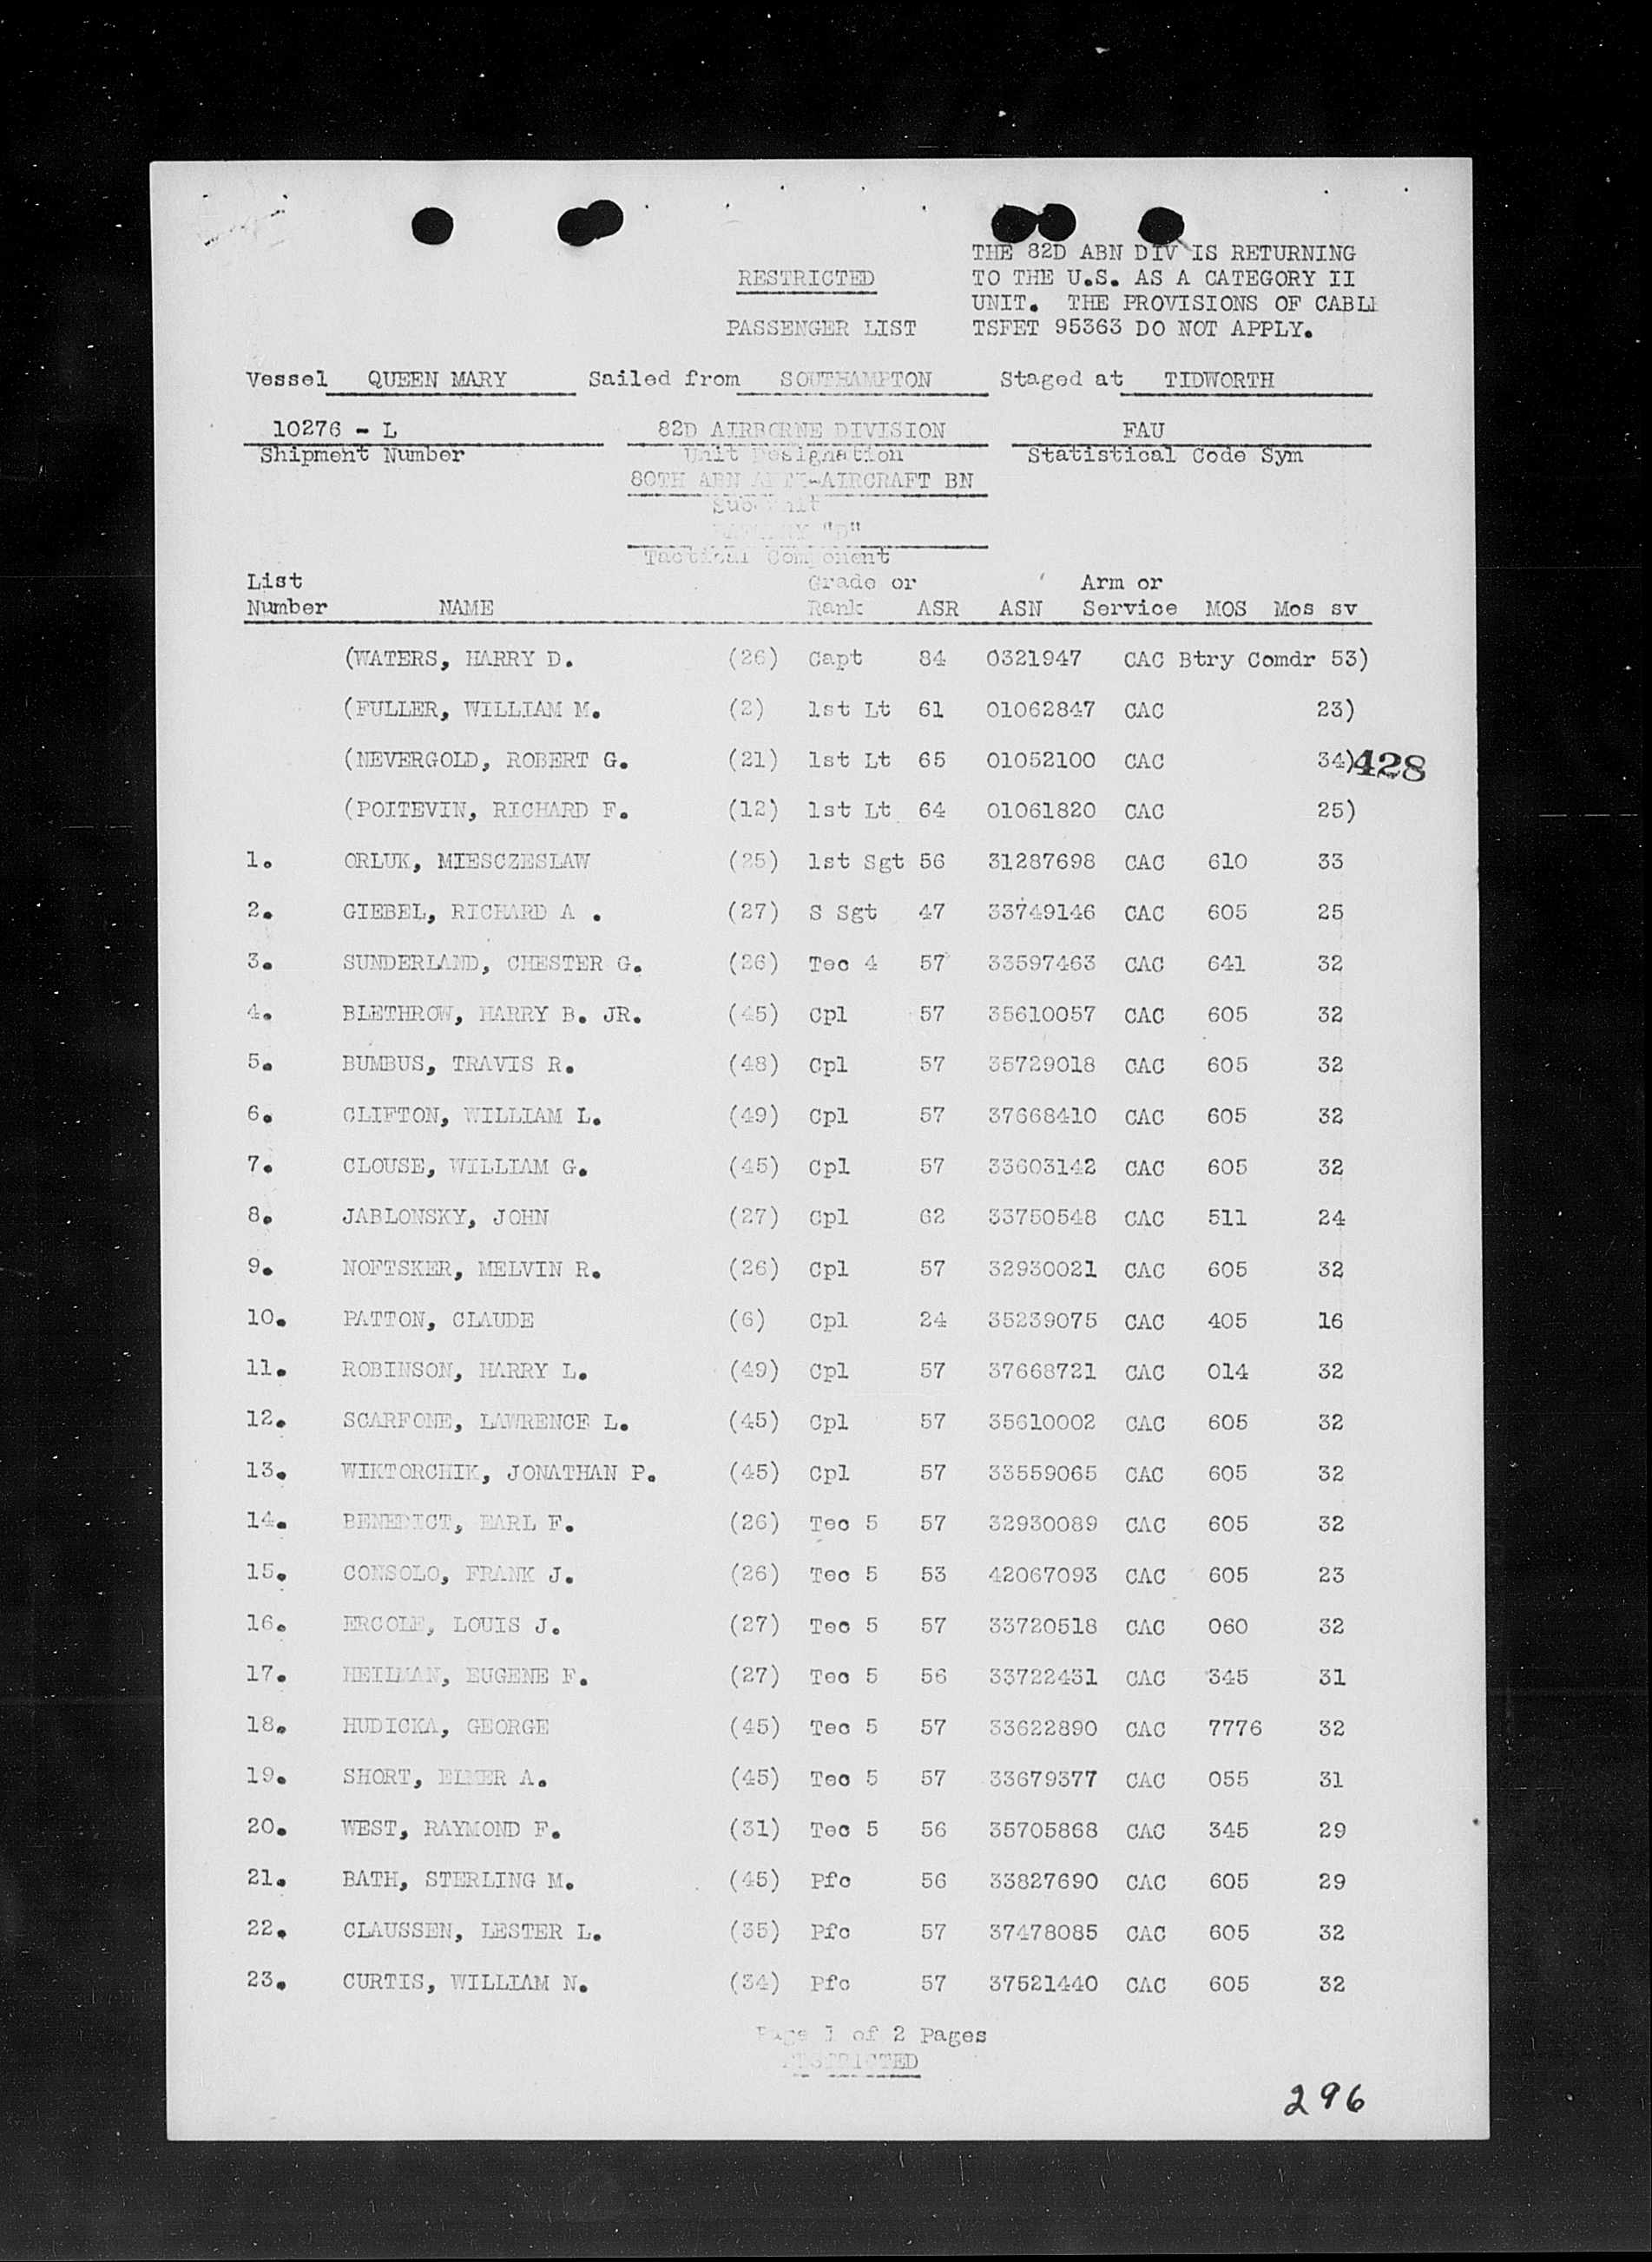 THE 82D ABN DIV IS RETURNING
RESTRICTED TO THE U.S. AS A CATEGORY II
UNIT. THE PROVISIONS OF CABLE
PASSENGER LIST TSFET 95363 DO NOT APPLY.
Vessel QUEEN MARY Sailed from SOUTHAMPTON Staged at TIDWORTH
10276 - L 82D AIRBORNE DIVISION FAU
Shipment Number Unit Designation Statistical Code Sym
80TH ABN ANTI-AIRCRAFT BN
Sub Unit
"D"
Tactical Component
List Grade or Arm or
Number NAME Rank ASR ASN Service MOS Mos sv
(WATERS, HARRY D. (26) Capt 84 0321947 CAC Btry Comdr 53)
(FULLER, WILLIAM M. (2) 1st Lt 61 01062847 CAC 23)
(NEVERGOLD, ROBERT G. (21) 1st Lt 65 01052100 CAC 34) 428
(POITEVIN, RICHARD F. (12) 1st Lt 64 01061820 CAC 25)
1. ORLUK, MIESCZESLAW (25) 1st Sgt 56 31287698 CAC 610 33
2. GIEBEL, RICHARD A . (27) S Sgt 47 33749146 CAC 605 25
3. SUNDERLAND, CHESTER G. (26) Tec 4 57 33597463 CAC 641 32
4. BLETHROW, HARRY B. JR. (45) Cpl 57 35610057 CAC 605 32
5. BUMBUS, TRAVIS R. (48) Cpl 57 35729018 CAC 605 32
6. CLIFTON, WILLIAM L. (49) Cpl 57 37668410 CAC 605 32
7. CLOUSE, WILLIAM G. (45) Cpl 57 33603142 CAC 605 32
8. JABLONSKY, JOHN (27) Cpl 62 33750548 CAC 511 24
9. NOFTSKER, MELVIN R. (26) Cpl 57 32930021 CAC 605 32
10. PATTON, CLAUDE (6) Cpl 24 35239075 CAC 405 16
11. ROBINSON, HARRY L. (49) Cpl 57 37668721 CAC 014 32
12. SCARFONE, LAWRENCE L. (45) Cpl 57 35610002 CAC 605 32
13. WIKTORCHIK, JONATHAN P. (45) Cpl 57 33559065 CAC 605 32
14. BENEDICT, EARL F. (26) Tec 5 57 32930089 CAC 605 32
15. CONSOLO, FRANK J. (26) Tec 5 53 42067093 CAC 605 23
16. ERCOLE, LOUIS J. (27) Tec 5 57 33720518 CAC 060 32
17. HEILMAN, EUGENE F. (27) Tec 5 56 33722431 CAC 345 31
18. HUDICKA, GEORGE (45) Tec 5 57 33622890 CAC 7776 32
19. SHORT, ELMER A. (45) Tec 5 57 33679377 CAC 055 31
20. WEST, RAYMOND F. (31) Tec 5 56 35705868 CAC 345 29
21. BATH, STERLING M. (45) Pfc 56 33827690 CAC 605 29
22. CLAUSSEN, LESTER L. (35) Pfc 57 37478085 CAC 605 32
23. CURTIS, WILLIAM N. (34) Pfc 57 37521440 CAC 605 32
Page 1 of 2 Pages
RESTRICTED
296